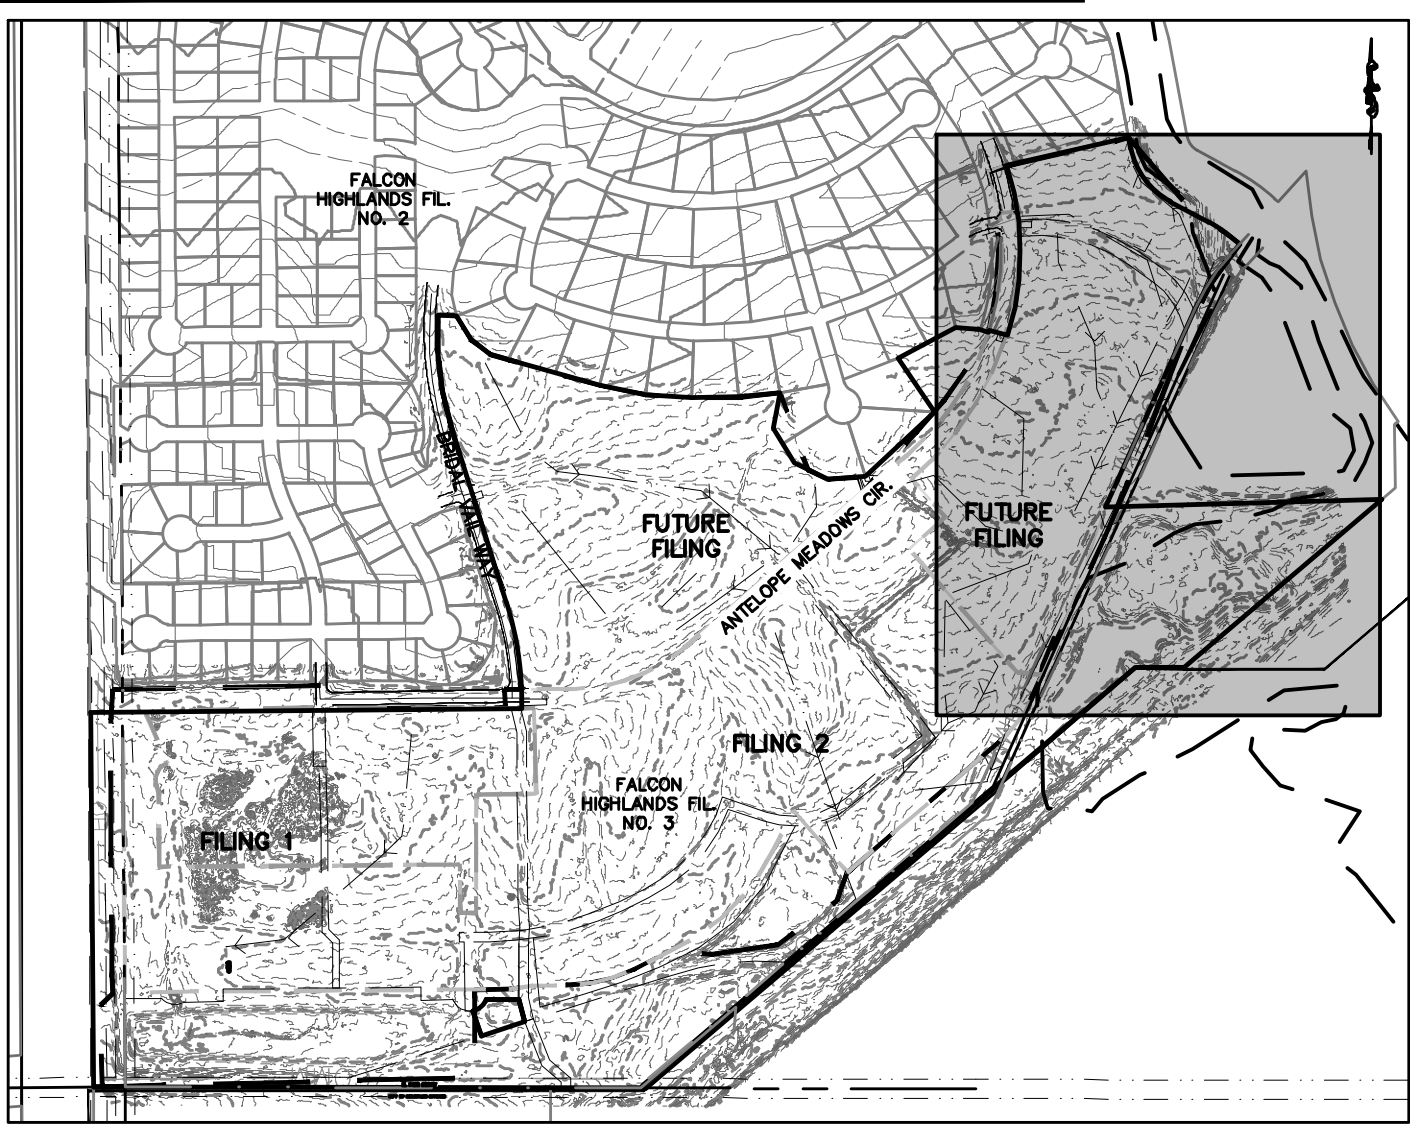 FALCON
HIGHLANDS FIL.
NO. 2
BRIDAL VAIL WAY
FUTURE
FILING
ANTELOPE MEADOWS CIR.
FUTURE
FILING
FILING 2
FALCON
HIGHLANDS FIL.
NO. 3
FILING 1